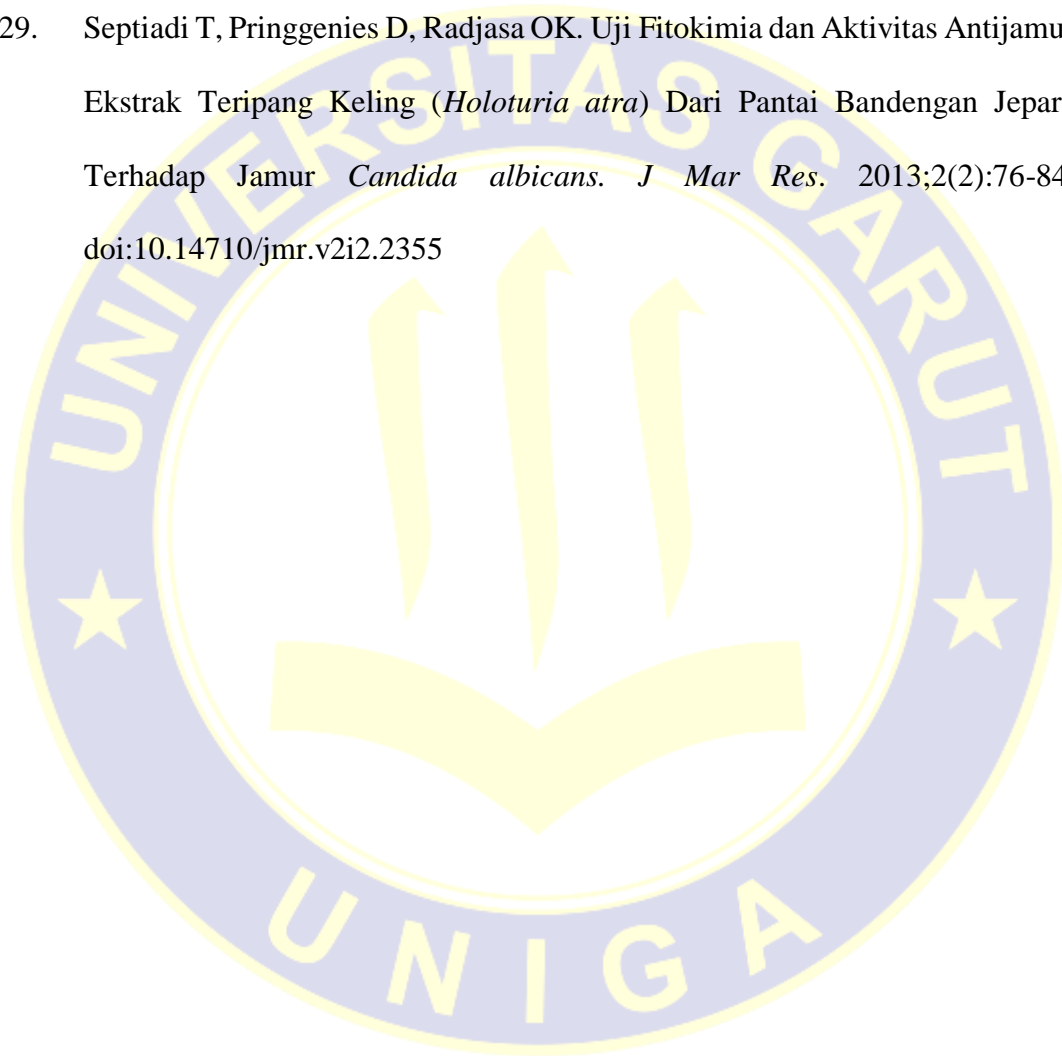 29. Septiadi T, Pringgenies D, Radjasa OK. Uji Fitokimia dan Aktivitas Antijamu
Ekstrak Teripang Keling (Holoturia atra) Dari Pantai Bandengan Jepar
Terhadap Jamur Candida albicans. J Mar Res. 2013;2(2):76-84
doi:10.14710/jmr.v2i2.2355
UNIVERSITAS GARUT
UNIGA